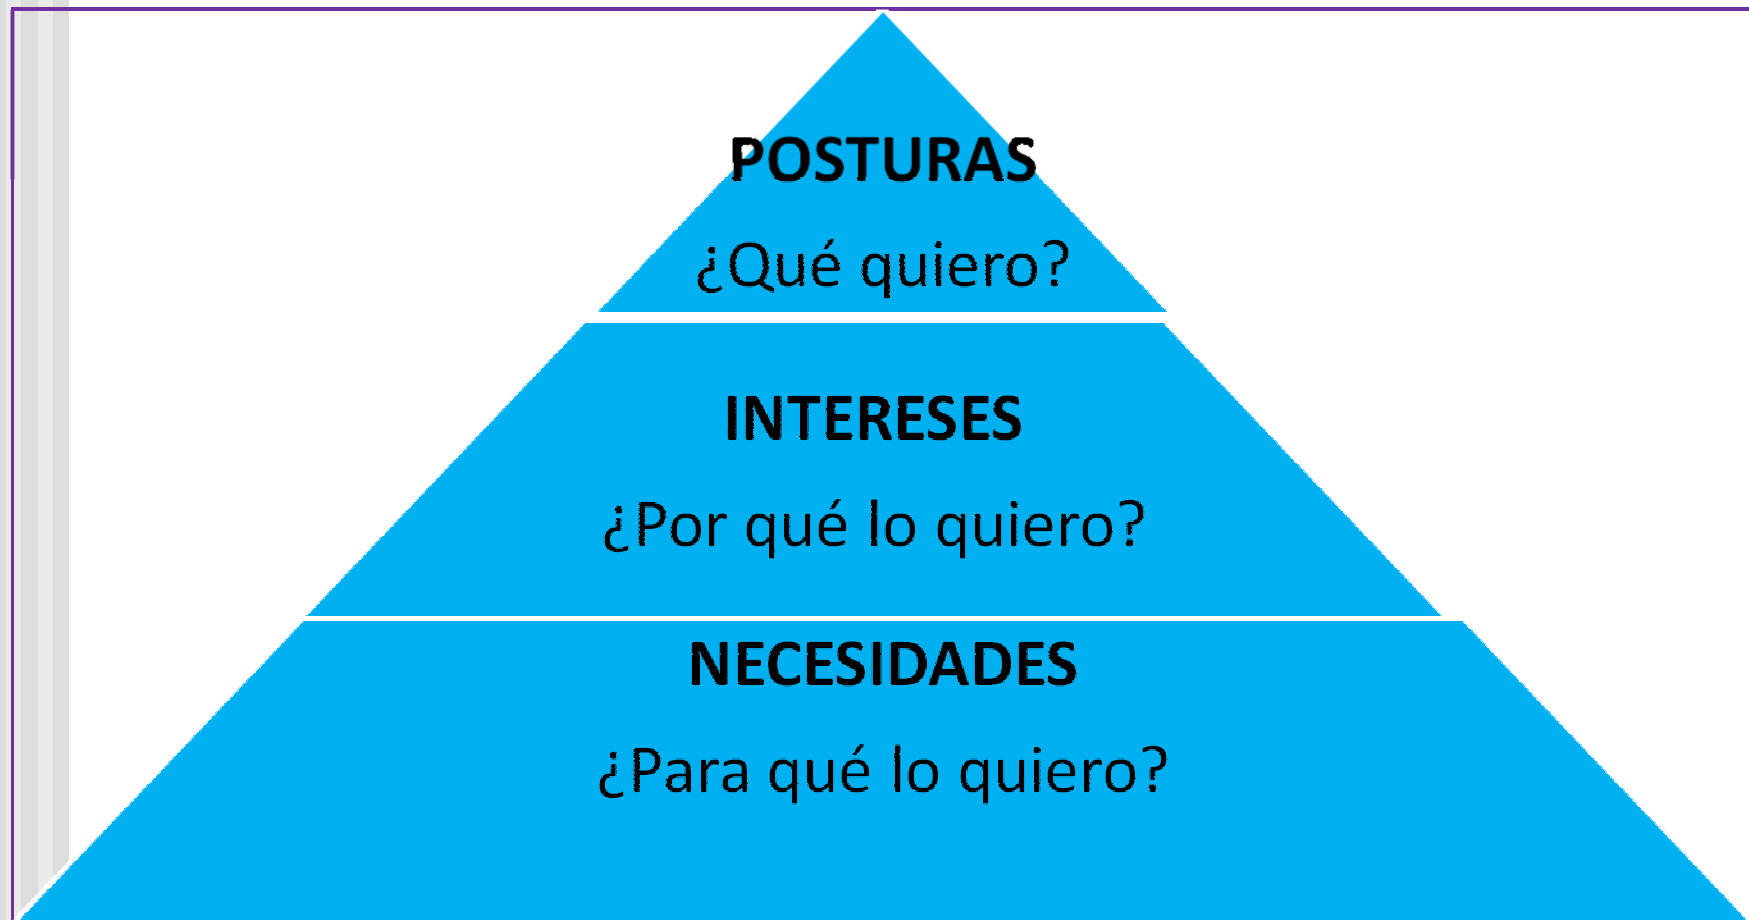 POSTURAS
¿Qué quiero?
INTERESES
¿Por qué lo quiero?
NECESIDADES
¿Para qué lo quiero?